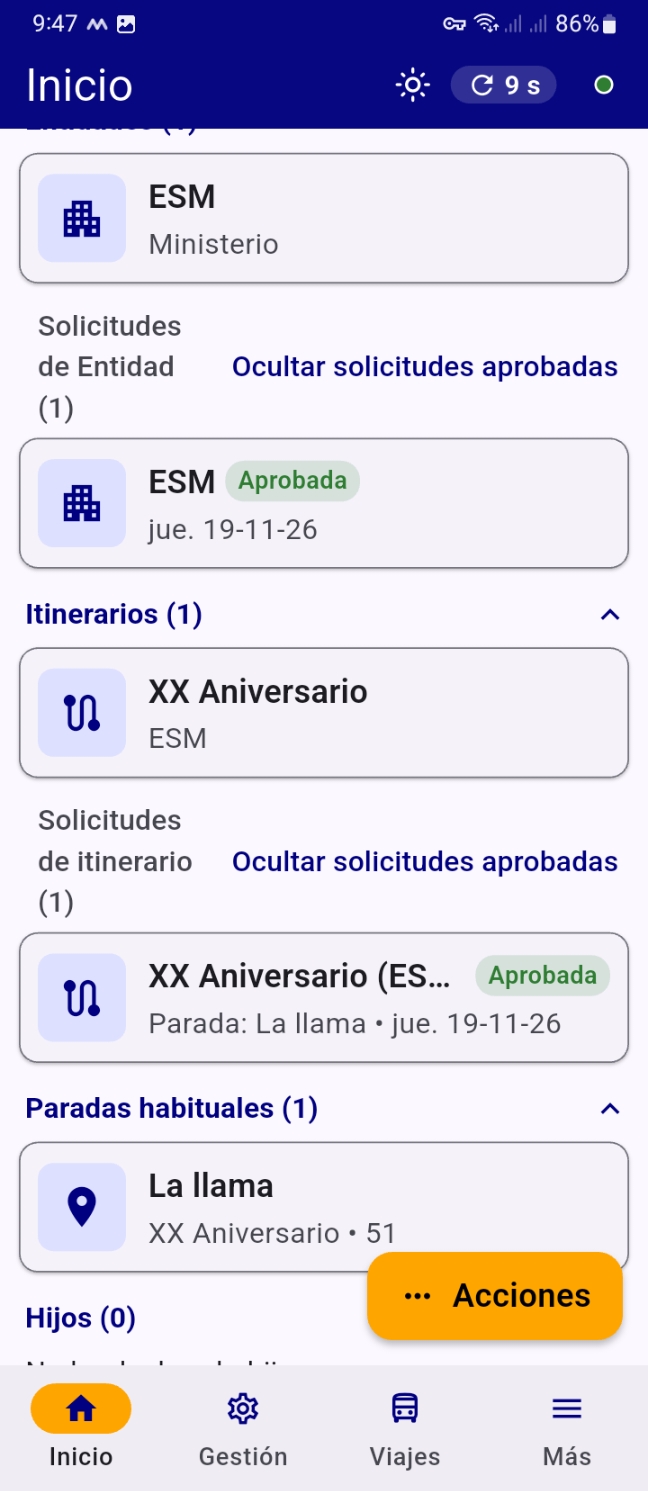 9:47
86%
Inicio
9 s
ESM
Ministerio
Solicitudes
de Entidad
(1)
Ocultar solicitudes aprobadas
ESM Aprobada
jue. 19-11-26
Itinerarios (1)
XX Aniversario
ESM
Solicitudes
de itinerario
(1)
Ocultar solicitudes aprobadas
XX Aniversario (ES... Aprobada
Parada: La llama • jue. 19-11-26
Paradas habituales (1)
La llama
XX Aniversario • 51
Acciones
Hijos (0)
Inicio
Gestión
Viajes
Más